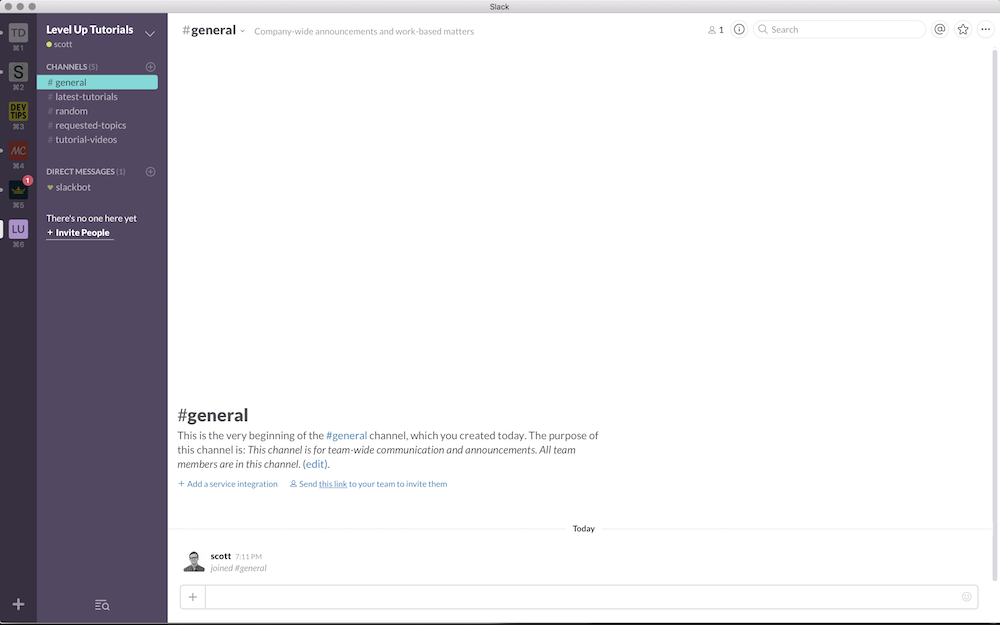 Slack
TD
⌘1
S
⌘2
DEV
TIPS
⌘3
MC
⌘4
1
⌘5
LU
⌘6
Level Up Tutorials
scott
CHANNELS (5)
# general
# latest-tutorials
# random
# requested-topics
# tutorial-videos
DIRECT MESSAGES (1)
slackbot
There's no one here yet
+ Invite People
#general
Company-wide announcements and work-based matters
1
Search
#general
This is the very beginning of the #general channel, which you created today. The purpose of
this channel is: This channel is for team-wide communication and announcements. All team
members are in this channel. (edit).
+ Add a service integration
Send this link to your team to invite them
Today
scott 7:11 PM
joined #general